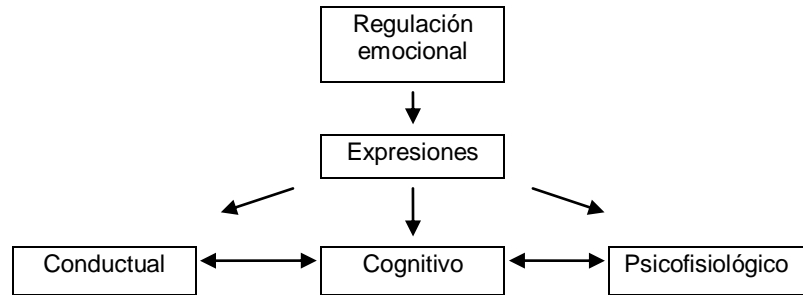 Regulación
emocional
Expresiones
Conductual
Cognitivo
Psicofisiológico